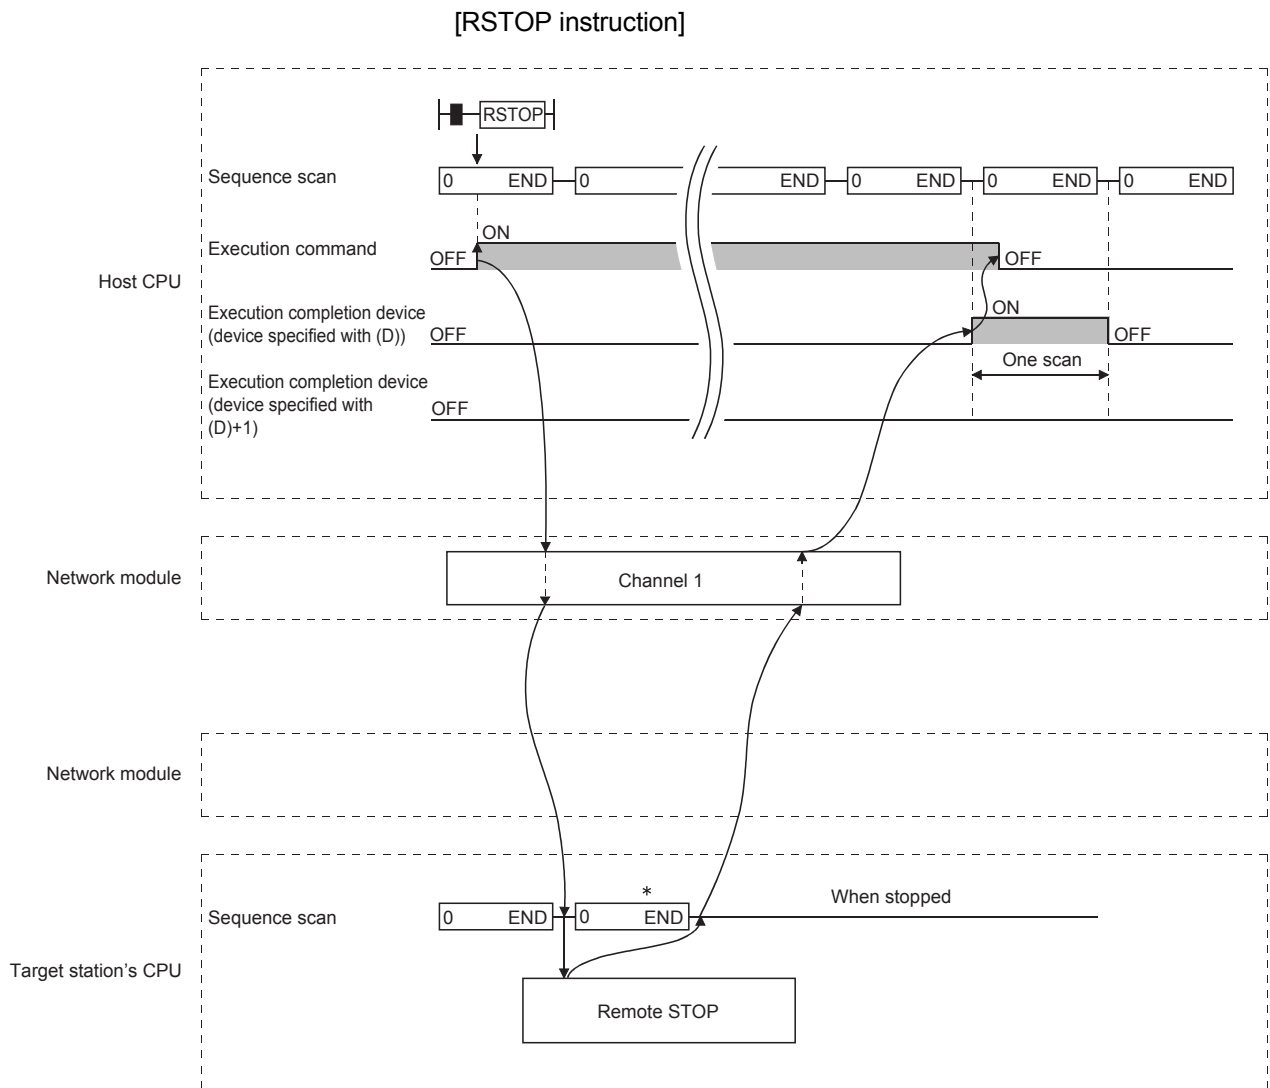 [RSTOP instruction]
RSTOP
Sequence scan
0 END 0 END 0 END 0 END 0 END
Execution command
OFF
ON
OFF
Host CPU
Execution completion device
(device specified with (D))
OFF
ON
OFF
One scan
Execution completion device
(device specified with
(D)+1)
OFF
Network module
Channel 1
Network module
Sequence scan
0 END 0 END
*
When stopped
Target station's CPU
Remote STOP